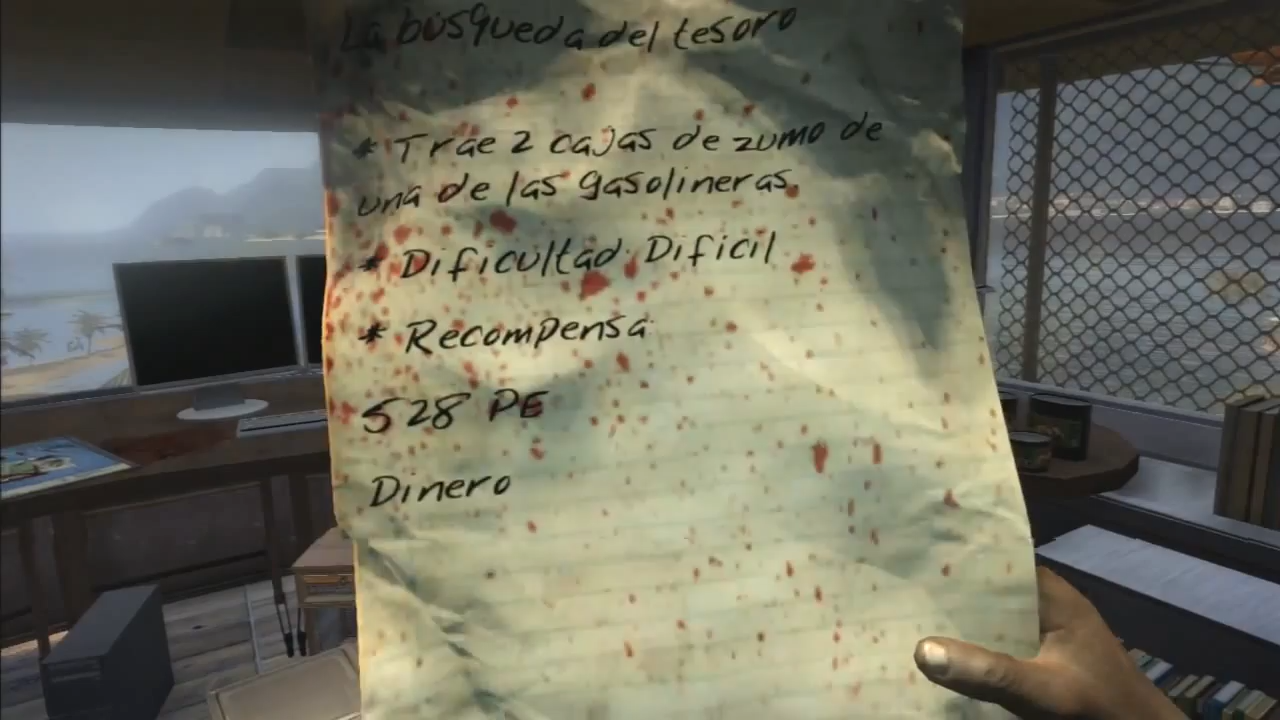 La búsqueda del tesoro
* Trae 2 cajas de zumo de
una de las gasolineras.
* Dificultad: Dificil
* Recompensa:
528 PE
Dinero